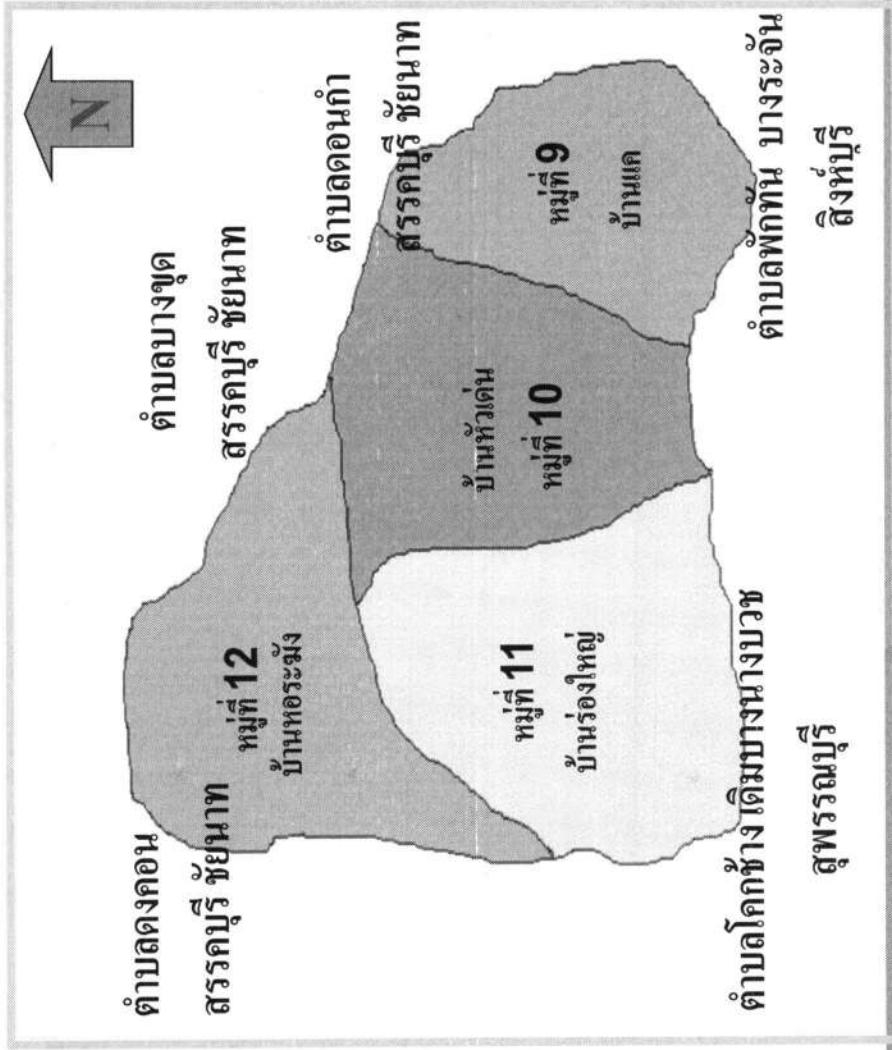 N
ตำบลดงคอน
สรรคบุรี ชัยนาท
ตำบลบางขุด
สรรคบุรี ชัยนาท
ตำบลดอนกำ
สรรคบุรี ชัยนาท
หมู่ที่ 12
บ้านหอระฆัง
บ้านหัวเด่น
หมู่ที่ 10
หมู่ที่ 9
บ้านแค
หมู่ที่ 11
บ้านร่องใหญ่
ตำบลโคกช้าง เดิมบางนางบวช
สุพรรณบุรี
ตำบลพักทัน บางระจัน
สิงห์บุรี